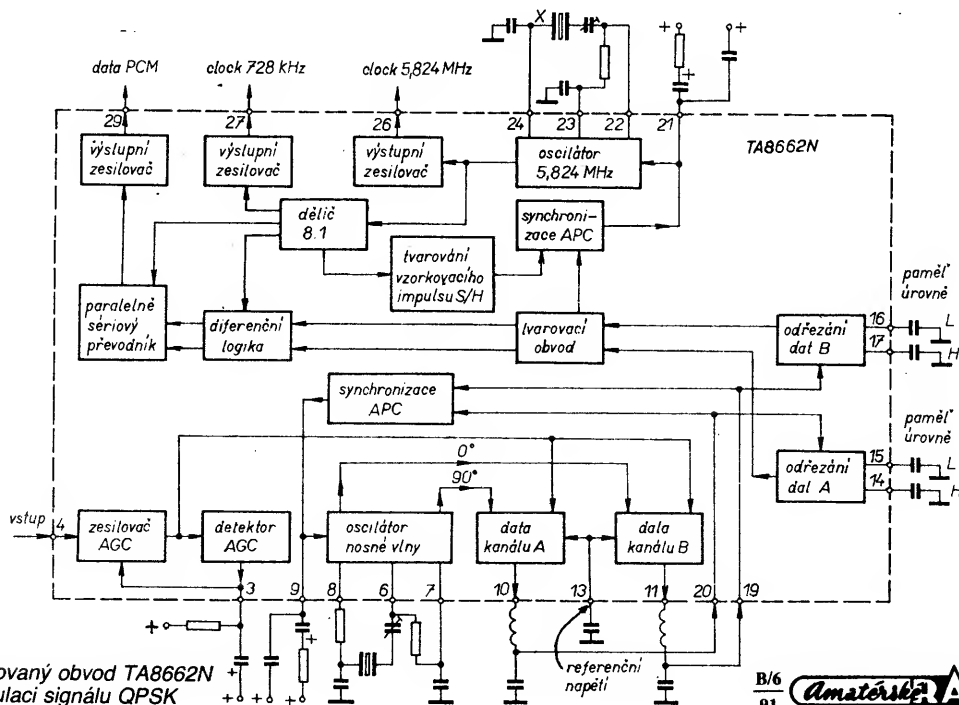 X
data PCM
clock 728 kHz
clock 5,824 MHz
29
27
26
24
23
22
21
TA8662N
výstupní
zesilovač
výstupní
zesilovač
výstupní
zesilovač
oscilátor
5,824 MHz
dělič
8:1
synchroni-
zace APC
tvarování
vzorkovacího
impulsu S/H
paměť
úrovně
paralelně
sériový
převodník
diferenční
logika
tvarovací
obvod
odřezání
dat B
16
L
17
H
synchronizace
APC
paměť
úrovně
0°
90°
odřezání
dat A
15
L
14
H
vstup
4
zesilovač
AGC
detektor
AGC
oscilátor
nosné vlny
data
kanálu A
data
kanálu B
3
9
8
6
7
10
13
11
20
19
referenční
napětí
ovaný obvod TA8662N
ulaci signálu QPSK
B/6
91
Amatérské
A